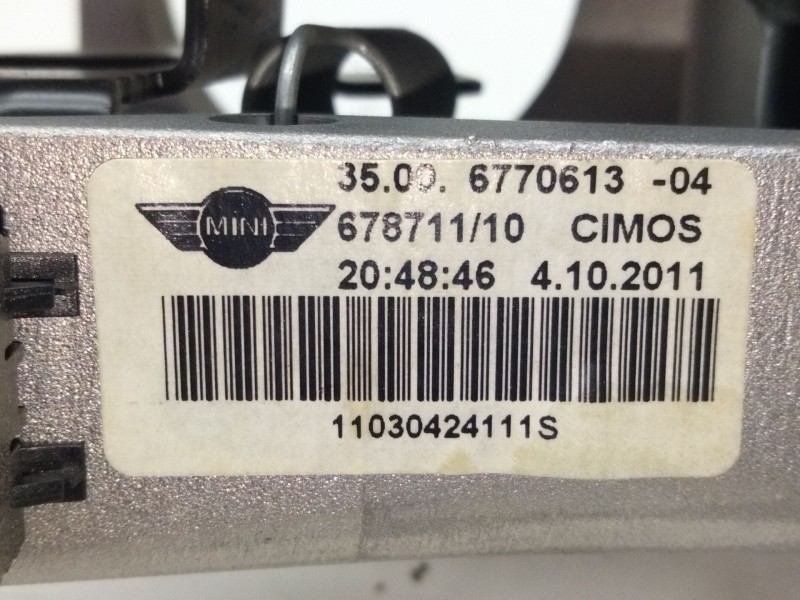 35.00. 6770613 -04
MINI
678711/10 CIMOS
20:48:46 4.10.2011
11030424111S